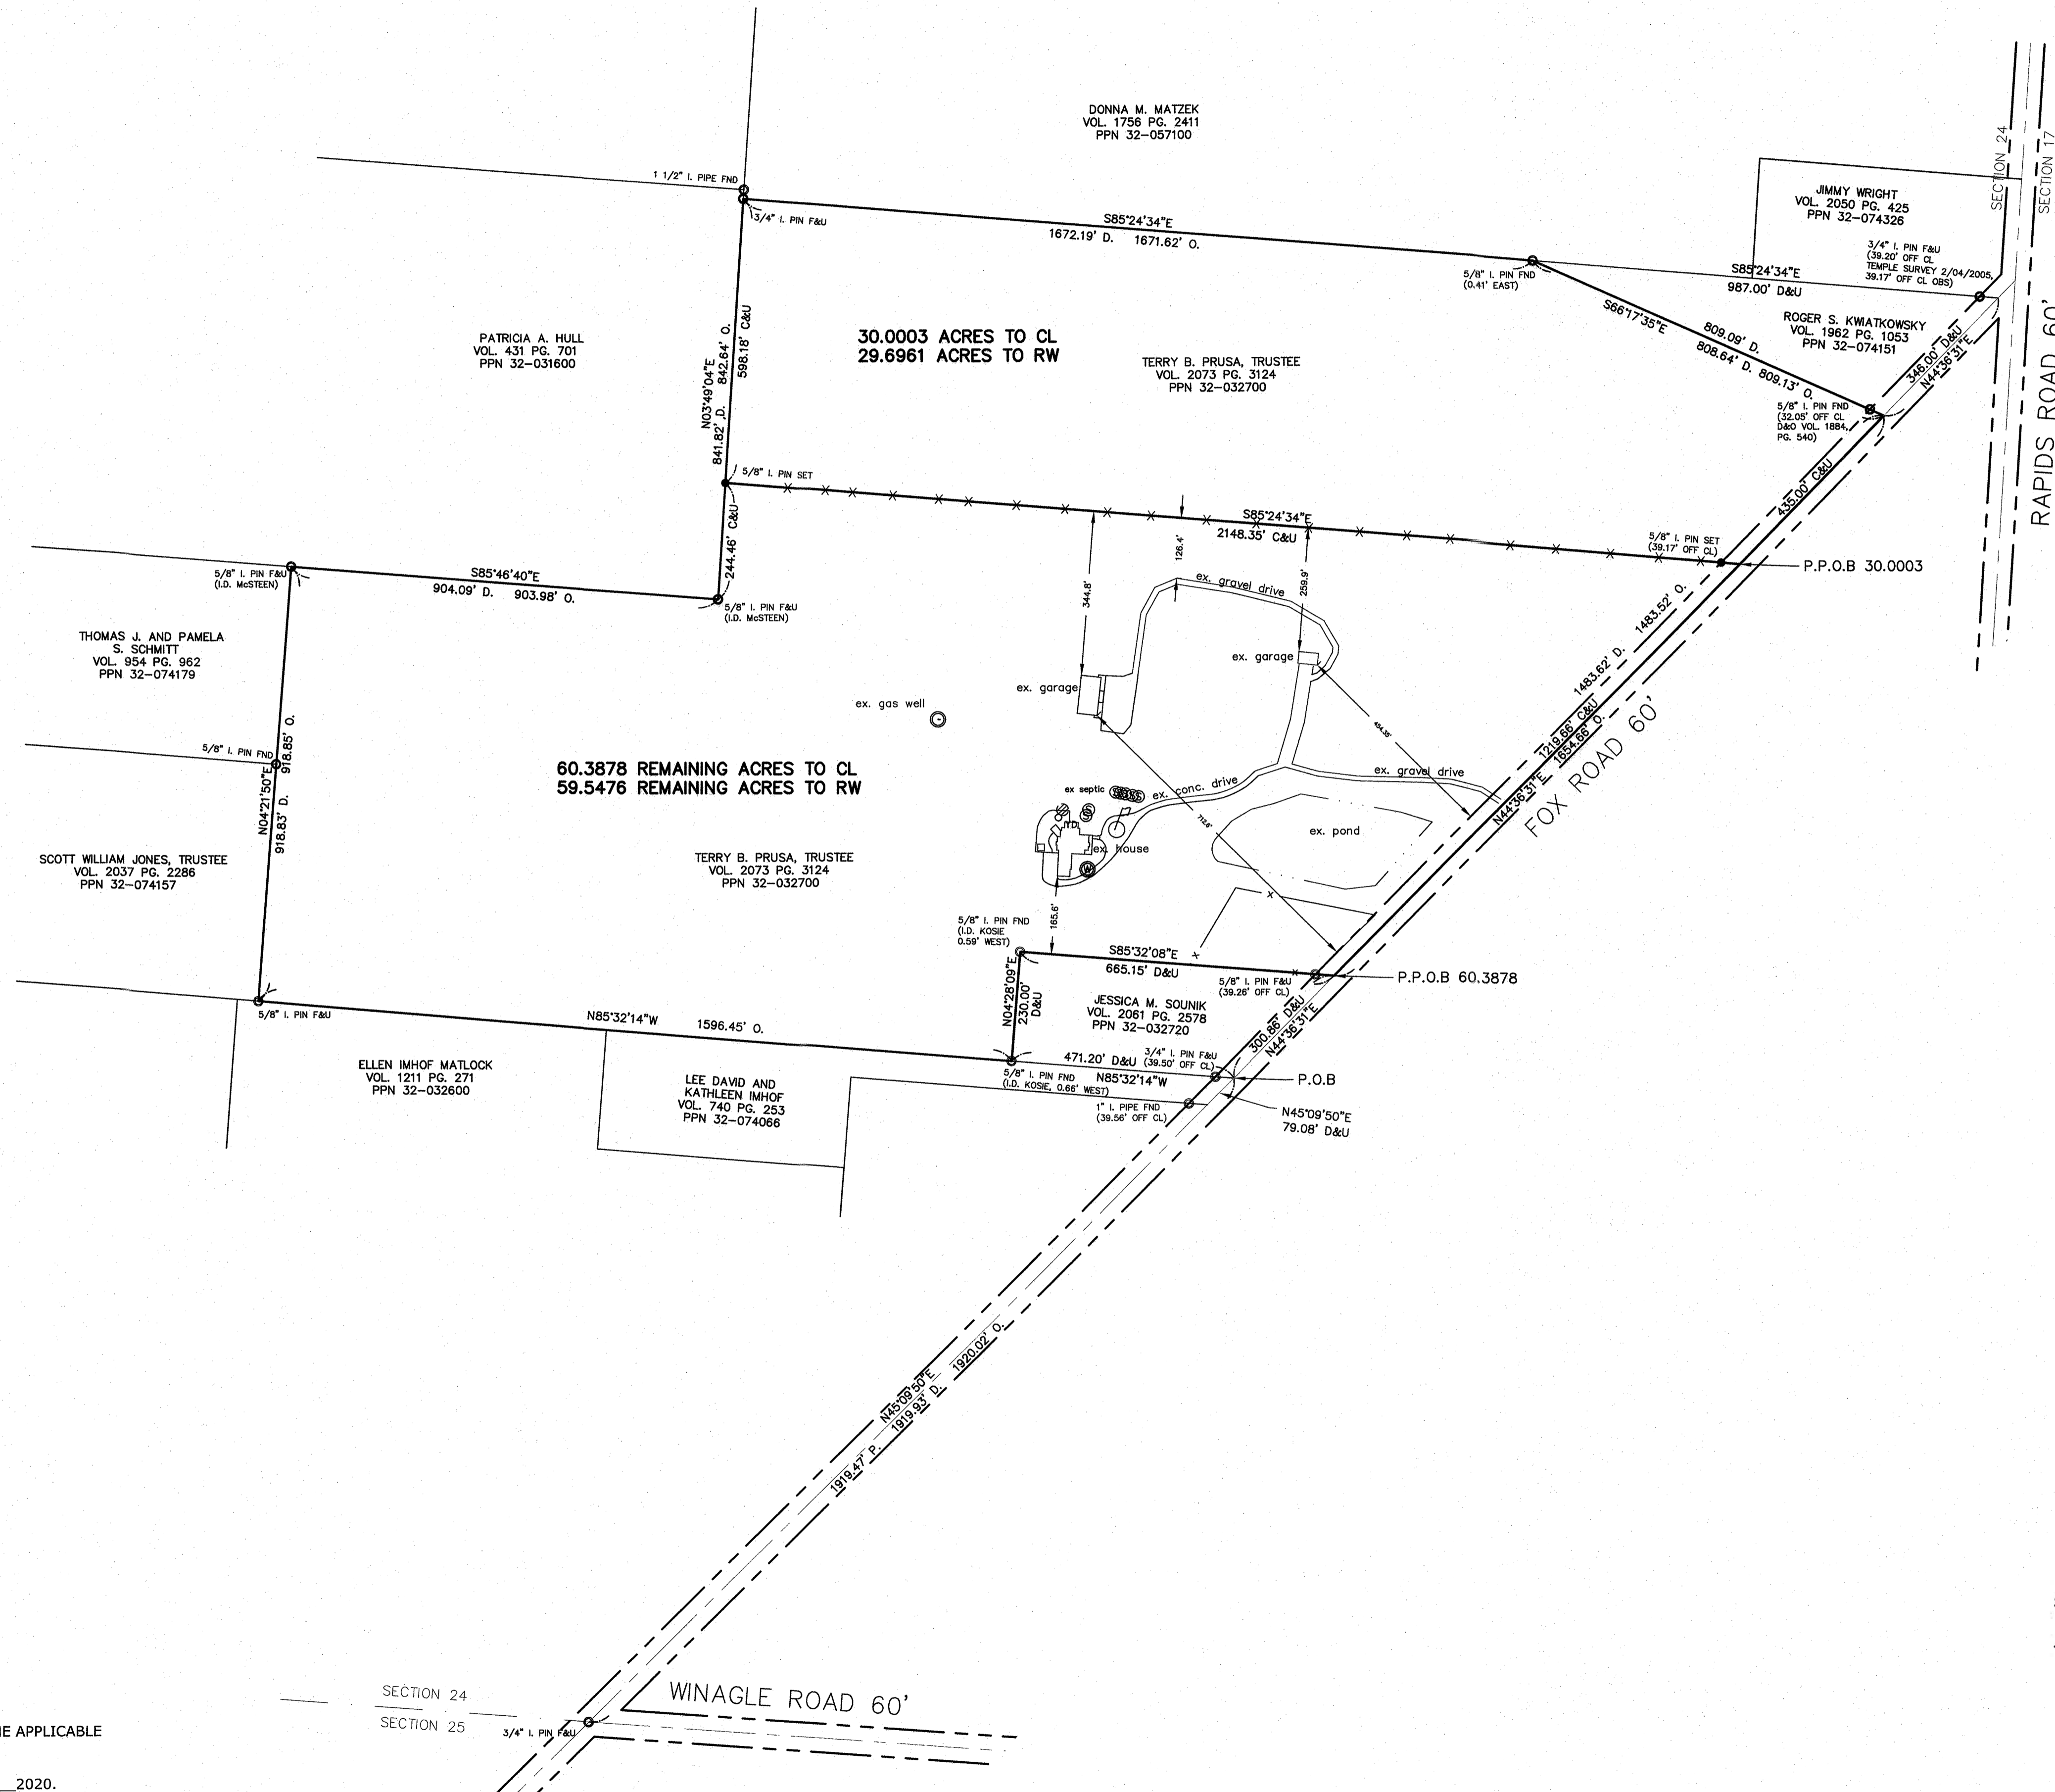 DONNA M. MATZEK
VOL. 1756 PG. 2411
PPN 32-057100
1 1/2" I. PIPE FND
3/4" I. PIN F&U
S85°24'34"E
1672.19' D. 1671.62' O.
SECTION 24
SECTION 17
RAPIDS ROAD 60'
JIMMY WRIGHT
VOL. 2050 PG. 425
PPN 32-074326
3/4" I. PIN F&U
(39.20' OFF CL
TEMPLE SURVEY 2/04/2005,
39.17' OFF CL OBS)
S85°24'34"E
987.00' D&U
5/8" I. PIN FND
(0.41' EAST)
S66°17'35"E
809.09' D.
808.64' D. 809.13' O.
ROGER S. KWIATKOWSKY
VOL. 1962 PG. 1053
PPN 32-074151
346.00' D&U
N44°36'31"E
5/8" I. PIN FND
(32.05' OFF CL
D&O VOL. 1884,
PG. 540)
PATRICIA A. HULL
VOL. 431 PG. 701
PPN 32-031600
N03°49'04"E
841.82' D. 842.64' O.
598.18' C&U
30.0003 ACRES TO CL
29.6961 ACRES TO RW
TERRY B. PRUSA, TRUSTEE
VOL. 2073 PG. 3124
PPN 32-032700
435.00' C&U
5/8" I. PIN SET
S85°24'34"E
2148.35' C&U
5/8" I. PIN SET
(39.17' OFF CL)
P.P.O.B 30.0003
244.46' C&U
126.4'
344.8'
259.9'
ex. gravel drive
5/8" I. PIN F&U
(I.D. McSTEEN)
S85°46'40"E
904.09' D. 903.98' O.
5/8" I. PIN F&U
(I.D. McSTEEN)
THOMAS J. AND PAMELA
S. SCHMITT
VOL. 954 PG. 962
PPN 32-074179
ex. garage
ex. garage
ex. gas well
1483.62' D. 1483.52' O.
1219.66' C&U
N44°36'31"E 1654.66' O.
FOX ROAD 60'
454.35'
5/8" I. PIN FND
N04°21'50"E
918.83' D. 918.85' O.
60.3878 REMAINING ACRES TO CL
59.5476 REMAINING ACRES TO RW
ex septic
SSSSS
ex. conc. drive
ex. gravel drive
712.6'
ex. pond
ex. house
W
SCOTT WILLIAM JONES, TRUSTEE
VOL. 2037 PG. 2286
PPN 32-074157
TERRY B. PRUSA, TRUSTEE
VOL. 2073 PG. 3124
PPN 32-032700
165.6'
5/8" I. PIN FND
(I.D. KOSIE
0.59' WEST)
S85°32'08"E
665.15' D&U
5/8" I. PIN F&U
(39.26' OFF CL)
P.P.O.B 60.3878
N04°28'09"E
230.00'
D&U
JESSICA M. SOUNIK
VOL. 2061 PG. 2578
PPN 32-032720
300.86' D&U
N44°36'31"E
5/8" I. PIN F&U
N85°32'14"W 1596.45' O.
471.20' D&U
N85°32'14"W
3/4" I. PIN F&U
(39.50' OFF CL)
5/8" I. PIN FND
(I.D. KOSIE, 0.66' WEST)
P.O.B
1" I. PIPE FND
(39.56' OFF CL)
N45°09'50"E
79.08' D&U
ELLEN IMHOF MATLOCK
VOL. 1211 PG. 271
PPN 32-032600
LEE DAVID AND
KATHLEEN IMHOF
VOL. 740 PG. 253
PPN 32-074066
N45°09'50"E
1919.47' P. 1919.93' D. 1920.02' O.
SECTION 24
SECTION 25
3/4" I. PIN F&U
WINAGLE ROAD 60'
E APPLICABLE
2020.